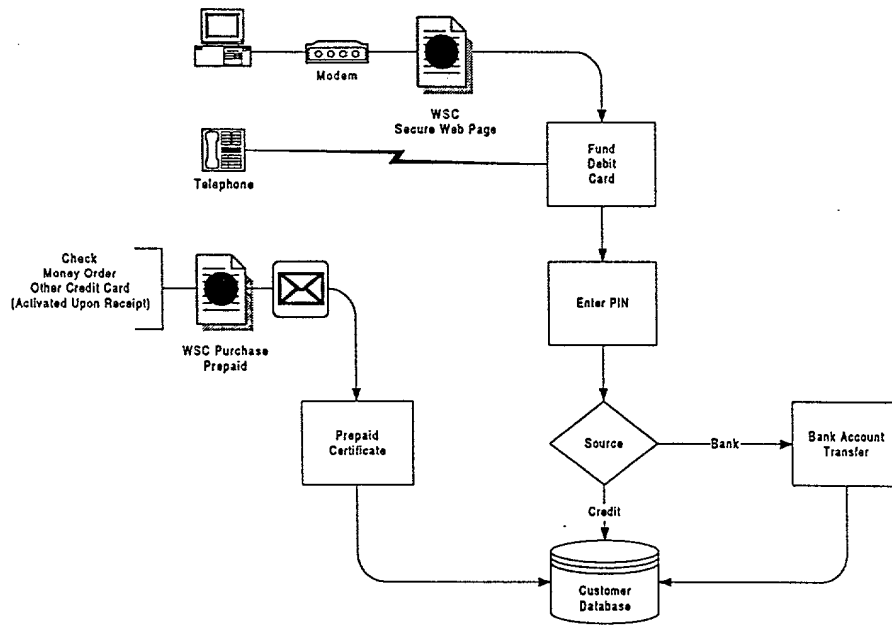 Modem
WSC
Secure Web Page
Telephone
Fund
Debit
Card
Check
Money Order
Other Credit Card
(Activated Upon Receipt)
WSC Purchase
Prepaid
Enter PIN
Prepaid
Certificate
Source
Bank
Bank Account
Transfer
Credit
Customer
Database